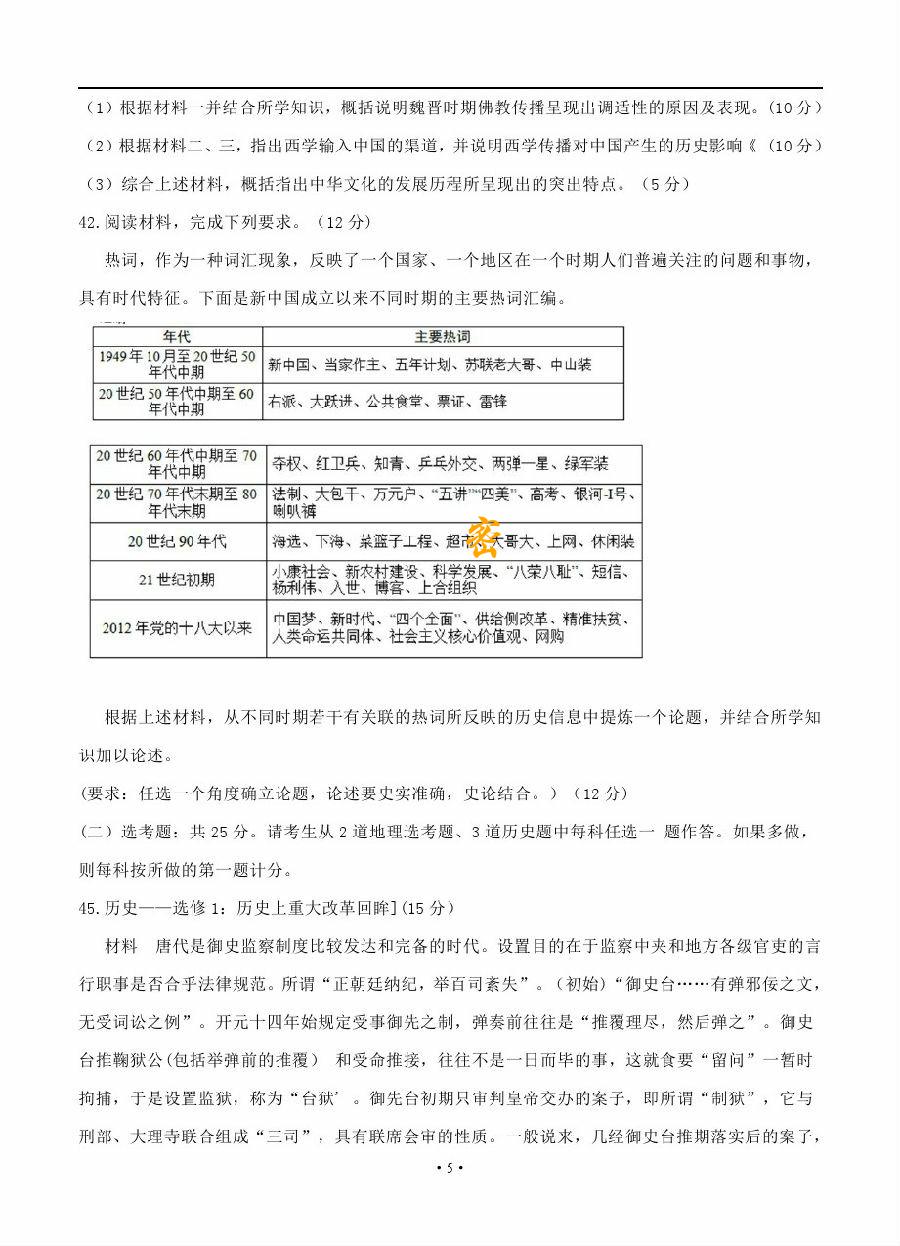 (1）根据材料一并结合所学知识，概括说明魏晋时期佛教传播呈现出调适性的原因及表现。(10分）
(2）根据材料二、三，指出西学输入中国的渠道，并说明西学传播对中国产生的历史影响《（10分）
(3）综合上述材料，概括指出中华文化的发展历程所呈现出的突出特点。（5分）
42.阅读材料，完成下列要求。（12分)
热词，作为一种词汇现象，反映了一个国家、一个地区在一个时期人们普遍关注的问题和事物，
具有时代特征。下面是新中国成立以来不同时期的主要热词汇编。
年代 主要热词
1949年10月至20世纪50
年代中期
新中国、当家作主、五年计划、苏联老大哥、中山装
20世纪50年代中期至60
年代中期
右派、大跃进、公共食堂、票证、雷锋
20世纪60年代中期至70
年代中期
夺权、红卫兵、知青、乒乓外交、两弹一星、绿军装
20世纪70年代末期至80
年代末期
法制、大包干、万元户、“五讲”“四美”、高考、银河-I号、
喇叭裤
20世纪90年代
海选、下海、菜篮子工程、超市、大哥大、上网、休闲装
密
21世纪初期
小康社会、新农村建设、科学发展、“八荣八耻”、短信、
杨利伟、入世、博客、上合组织
2012年党的十八大以来
中国梦、新时代、“四个全面”、供给侧改革、精准扶贫、
人类命运共同体、社会主义核心价值观、网购
根据上述材料，从不同时期若干有关联的热词所反映的历史信息中提炼一个论题，并结合所学知
识加以论述。
(要求：任选一个角度确立论题，论述要史实准确，史论结合。）（12分)
(二）选考题：共25分。请考生从2道地理选考题、3道历史题中每科任选一 题作答。如果多做，
则每科按所做的第一题计分。
45.历史——选修1：历史上重大改革回眸](15分)
材料 唐代是御史监察制度比较发达和完备的时代。设置目的在于监察中夹和地方各级官吏的言
行职事是否合乎法律规范。所谓“正朝廷纳纪，举百司紊失”。（初始)“御史台……有弹邪佞之文，
无受词讼之例”。开元十四年始规定受事御先之制，弹奏前往往是“推覆理尽，然后弹之”。御史
台推鞠狱公(包括举弹前的推覆） 和受命推接，往往不是一日而毕的事，这就食要“留问”一暂时
拘捕，于是设置监狱，称为“台狱’。御先台初期只审判皇帝交办的案子，即所谓“制狱”，它与
刑部、大理寺联合组成“三司”，具有联席会审的性质。一般说来，几经御史台推期落实后的案了，
·5·